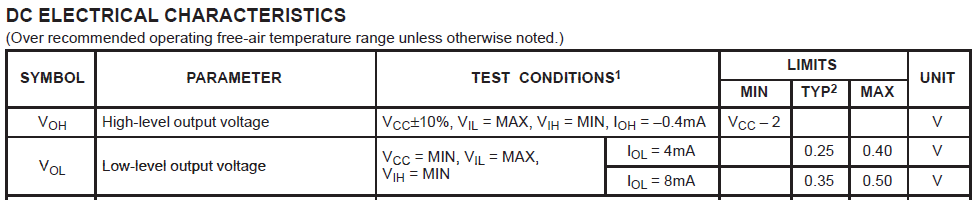 DC ELECTRICAL CHARACTERISTICS
(Over recommended operating free-air temperature range unless otherwise noted.)
SYMBOL PARAMETER TEST CONDITIONS1 LIMITS UNIT
MIN TYP2 MAX
VOH High-level output voltage VCC±10%, VIL = MAX, VIH = MIN, IOH = –0.4mA VCC – 2 V
VOL Low-level output voltage VCC = MIN, VIL = MAX,
VIH = MIN
IOL = 4mA 0.25 0.40 V
IOL = 8mA 0.35 0.50 V